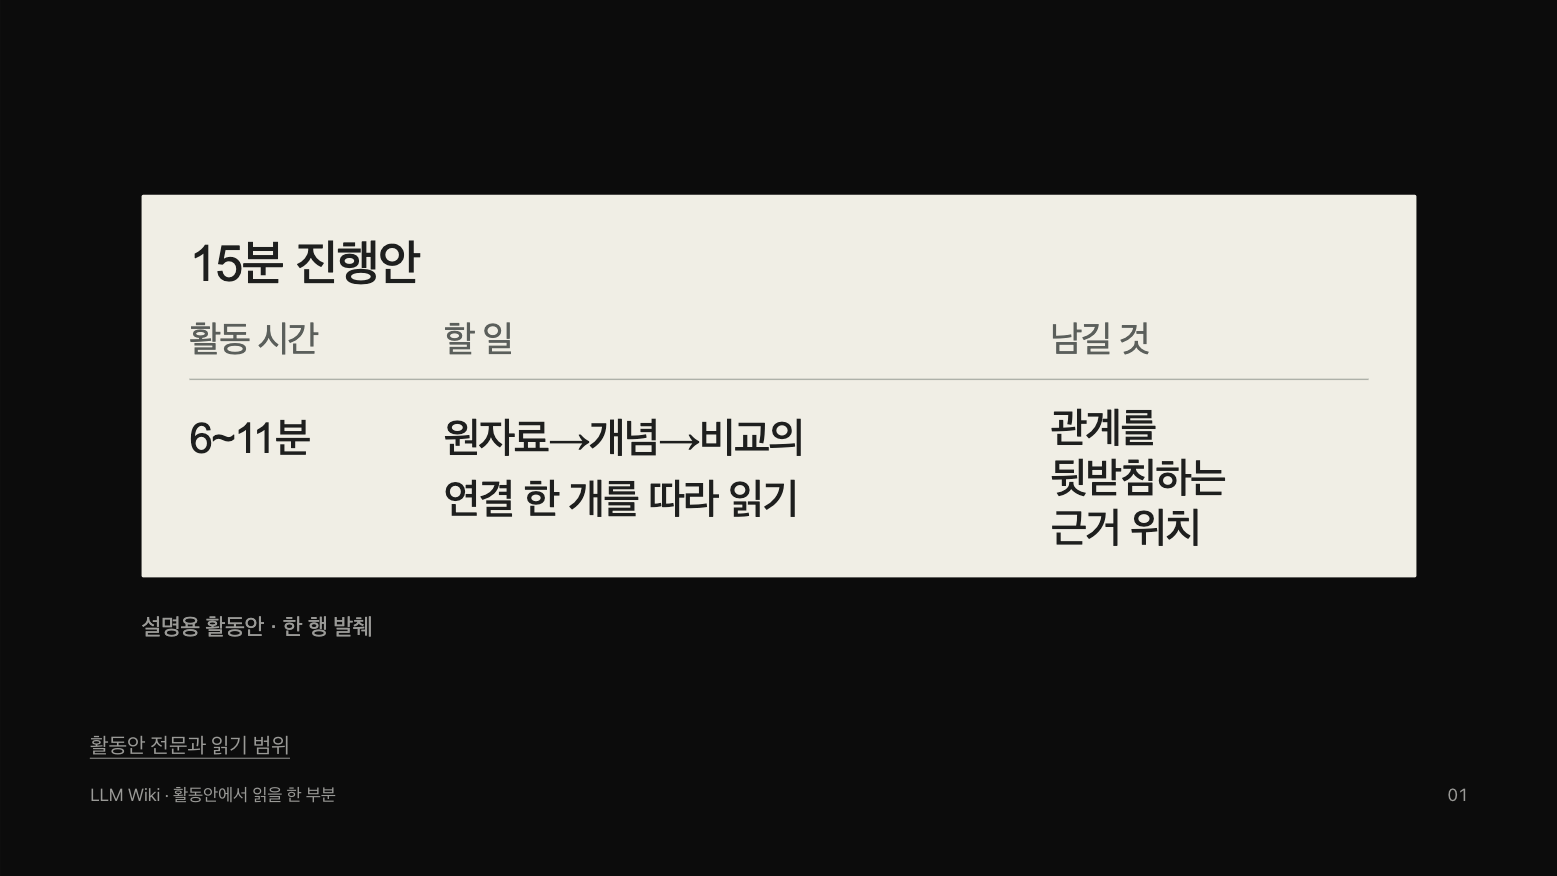 15분 진행안
활동 시간
할 일
남길 것
6~11분
원자료→개념→비교의
연결 한 개를 따라 읽기
관계를
뒷받침하는
근거 위치
설명용 활동안 · 한 행 발췌
활동안 전문과 읽기 범위
LLM Wiki · 활동안에서 읽을 한 부분
01